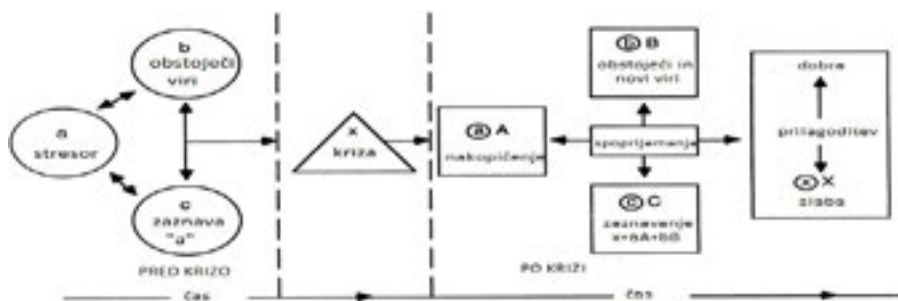 b
obstoječi
viri
a
stresor
c
zaznava
"a"
PRED KRIZO
čas
x
kriza
a A
nakopičenje
b B
obstoječi in
novi viri
spoprijemanje
c C
zaznavanje
x+aA+bB
PO KRIZI
čas
dobra
prilagoditev
x X
slaba